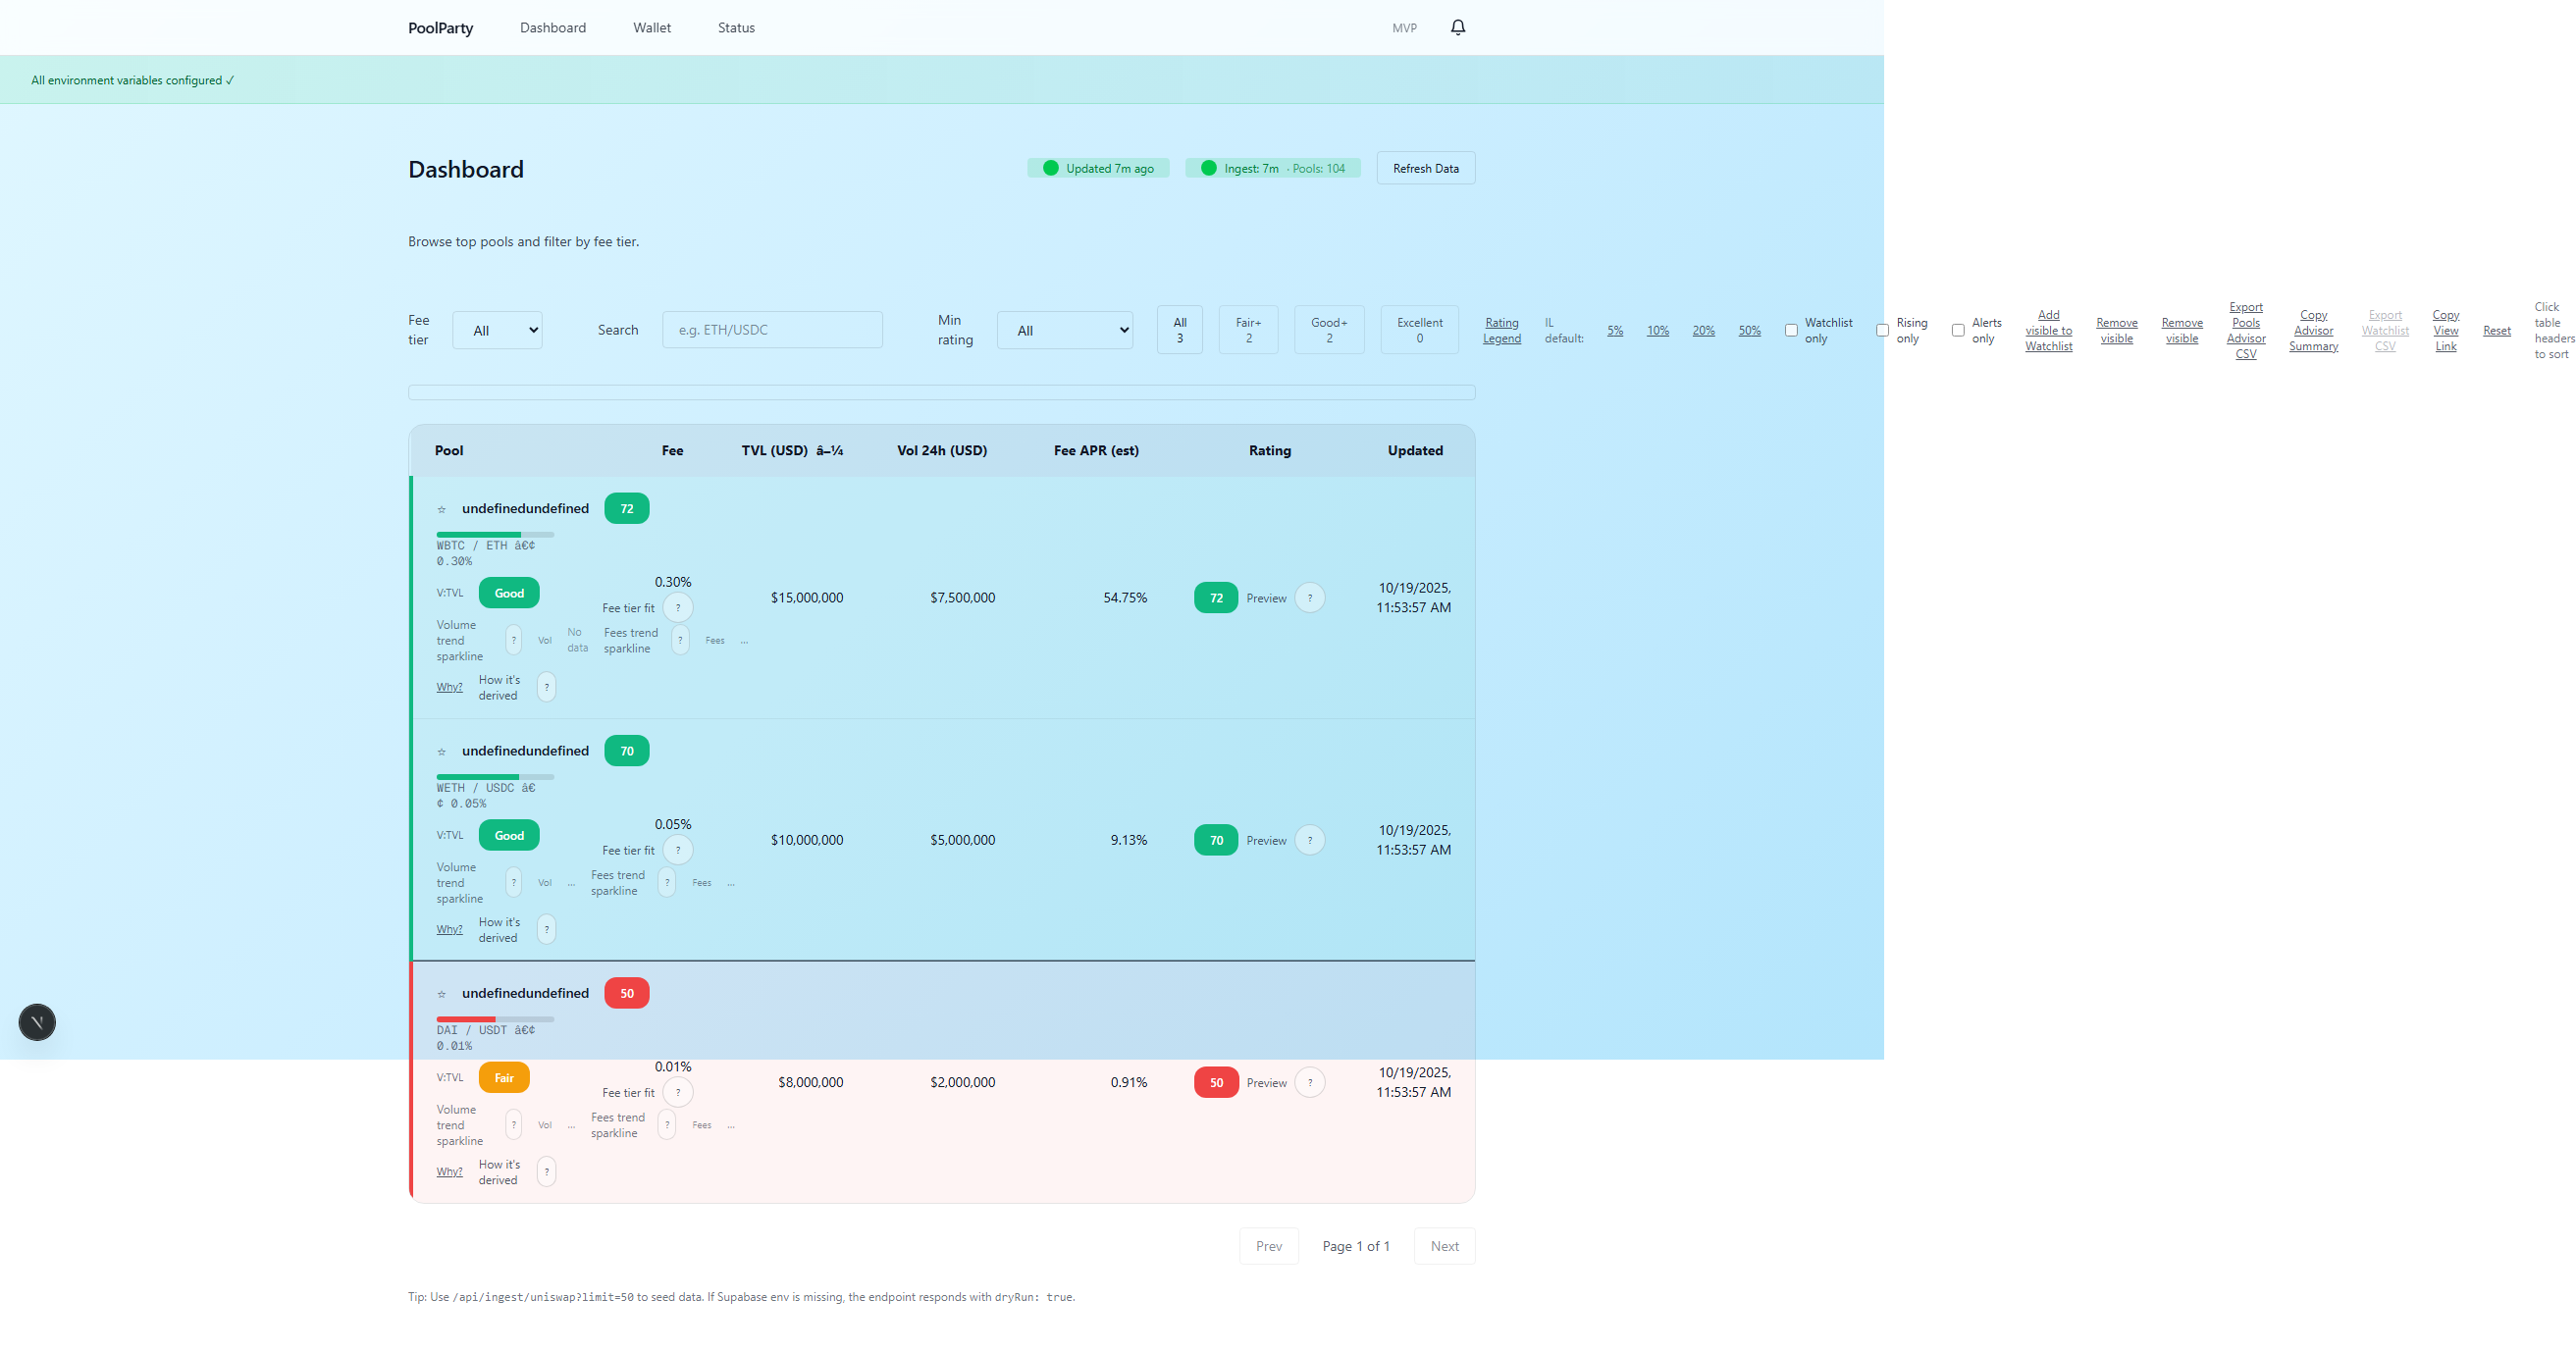 PoolParty Dashboard Wallet Status MVP
All environment variables configured ✓
Dashboard
Updated 7m ago
Ingest: 7m · Pools: 104
Refresh Data
Browse top pools and filter by fee tier.
Fee
tier
All
Search
e.g. ETH/USDC
Min
rating
All
All
3
Fair+
2
Good+
2
Excellent
0
Rating
Legend
IL
default:
5%
10%
20%
50%
Watchlist
only
Rising
only
Alerts
only
Add
visible to
Watchlist
Remove
visible
Remove
visible
Export
Pools
Advisor
CSV
Copy
Advisor
Summary
Export
Watchlist
CSV
Copy
View
Link
Reset
Click
table
headers
to sort
Pool Fee TVL (USD) â–¼ Vol 24h (USD) Fee APR (est) Rating Updated
☆ undefinedundefined 72
WBTC / ETH â€¢
0.30%
V:TVL Good
Volume
trend
sparkline
?
Vol
No
data
Fees trend
sparkline
?
Fees
...
Why?
How it's
derived
?
0.30%
Fee tier fit ?
$15,000,000
$7,500,000
54.75%
72 Preview ?
10/19/2025,
11:53:57 AM
☆ undefinedundefined 70
WETH / USDC â€
¢ 0.05%
V:TVL Good
Volume
trend
sparkline
?
Vol
...
Fees trend
sparkline
?
Fees
...
Why?
How it's
derived
?
0.05%
Fee tier fit ?
$10,000,000
$5,000,000
9.13%
70 Preview ?
10/19/2025,
11:53:57 AM
☆ undefinedundefined 50
DAI / USDT â€¢
0.01%
V:TVL Fair
Volume
trend
sparkline
?
Vol
...
Fees trend
sparkline
?
Fees
...
Why?
How it's
derived
?
0.01%
Fee tier fit ?
$8,000,000
$2,000,000
0.91%
50 Preview ?
10/19/2025,
11:53:57 AM
Prev Page 1 of 1 Next
Tip: Use /api/ingest/uniswap?limit=50 to seed data. If Supabase env is missing, the endpoint responds with dryRun: true.